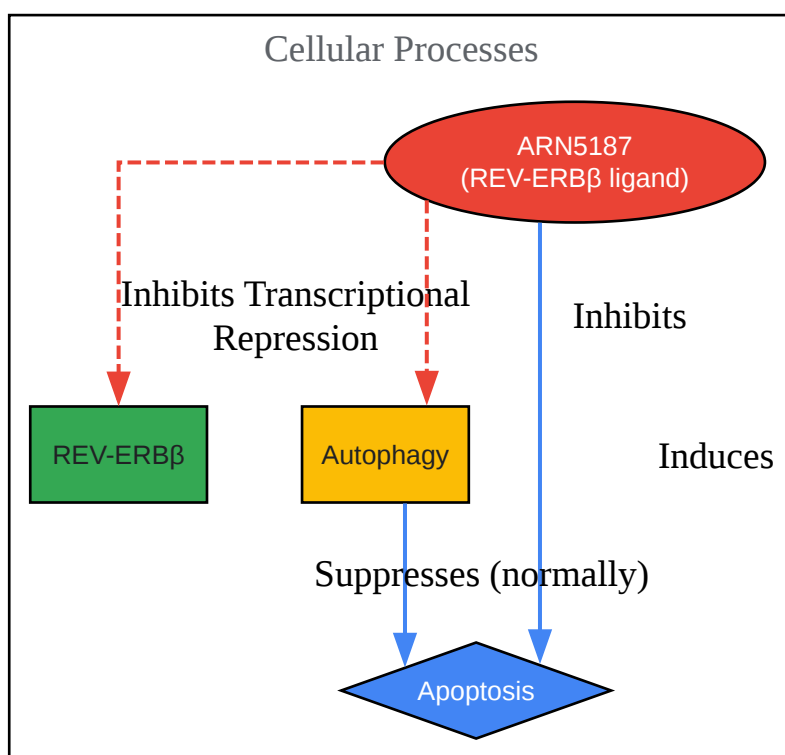 Cellular Processes
ARN5187
(REV-ERBβ ligand)
Inhibits Transcriptional
Repression
Inhibits
REV-ERBβ
Autophagy
Induces
Suppresses (normally)
Apoptosis